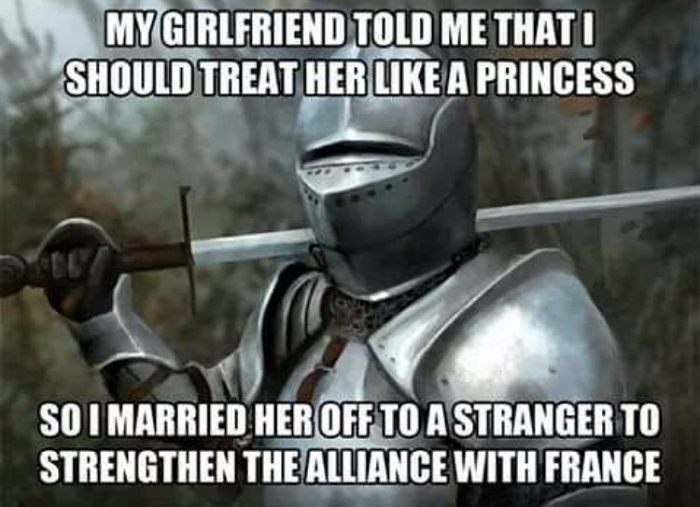 MY GIRLFRIEND TOLD ME THAT I
SHOULD TREAT HER LIKE A PRINCESS
SO I MARRIED HER OFF TO A STRANGER TO
STRENGTHEN THE ALLIANCE WITH FRANCE